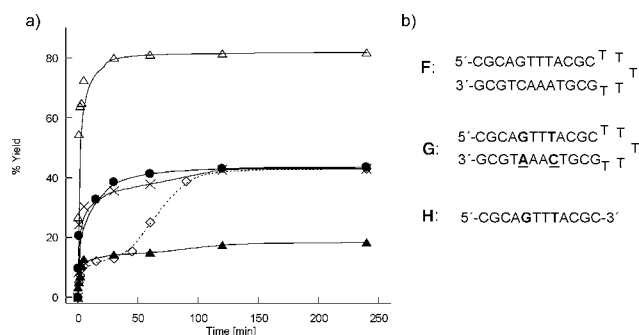 a)
80
60
40
20
0
% Yield
0 50 100 150 200 250
Time [min]
b)
5´-CGCAGTTTACGC T T
F: T
3´-GCGTCAAATGCG T T
5´-CGCAGTTTACGC T T
G: T
3´-GCGTAAACTGCG T T
H: 5´-CGCAGTTTACGC-3´